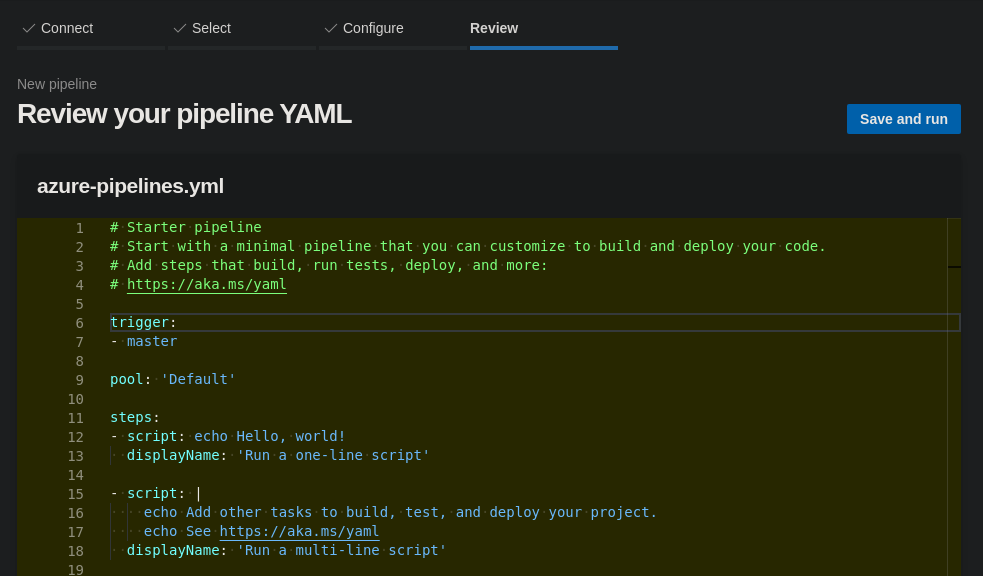 Connect Select Configure Review
New pipeline
Review your pipeline YAML
Save and run
azure-pipelines.yml
1 # Starter pipeline
2 # Start with a minimal pipeline that you can customize to build and deploy your code.
3 # Add steps that build, run tests, deploy, and more:
4 # https://aka.ms/yaml
5
6 trigger:
7 - master
8
9 pool: 'Default'
10
11 steps:
12 - script: echo Hello, world!
13   displayName: 'Run a one-line script'
14
15 - script: |
16     echo Add other tasks to build, test, and deploy your project.
17     echo See https://aka.ms/yaml
18   displayName: 'Run a multi-line script'
19